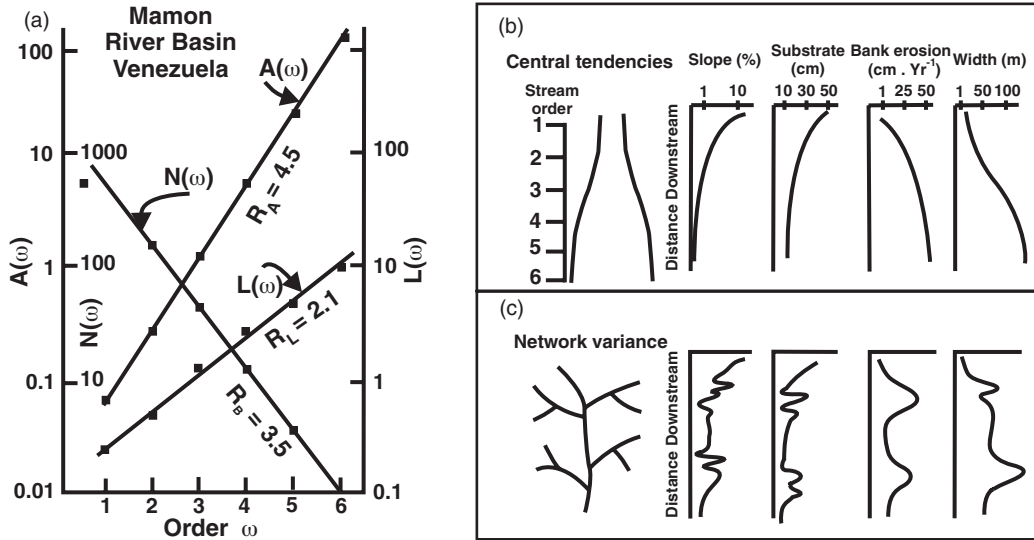 (a)
Mamon
River Basin
Venezuela
A(ω)
100
10
1
0.1
0.01
A(ω)
1000
100
10
N(ω)
N(ω)
R_A = 4.5
L(ω)
R_L = 2.1
R_B = 3.5
100
10
1
0.1
L(ω)
1 2 3 4 5 6
Order ω
(b)
Central tendencies
Stream
order
1
2
3
4
5
6
Distance Downstream
Slope (%)
1 10
Substrate
(cm)
10 30 50
Bank erosion
(cm . Yr⁻¹)
1 25 50
Width (m)
1 50 100
(c)
Network variance
Distance Downstream